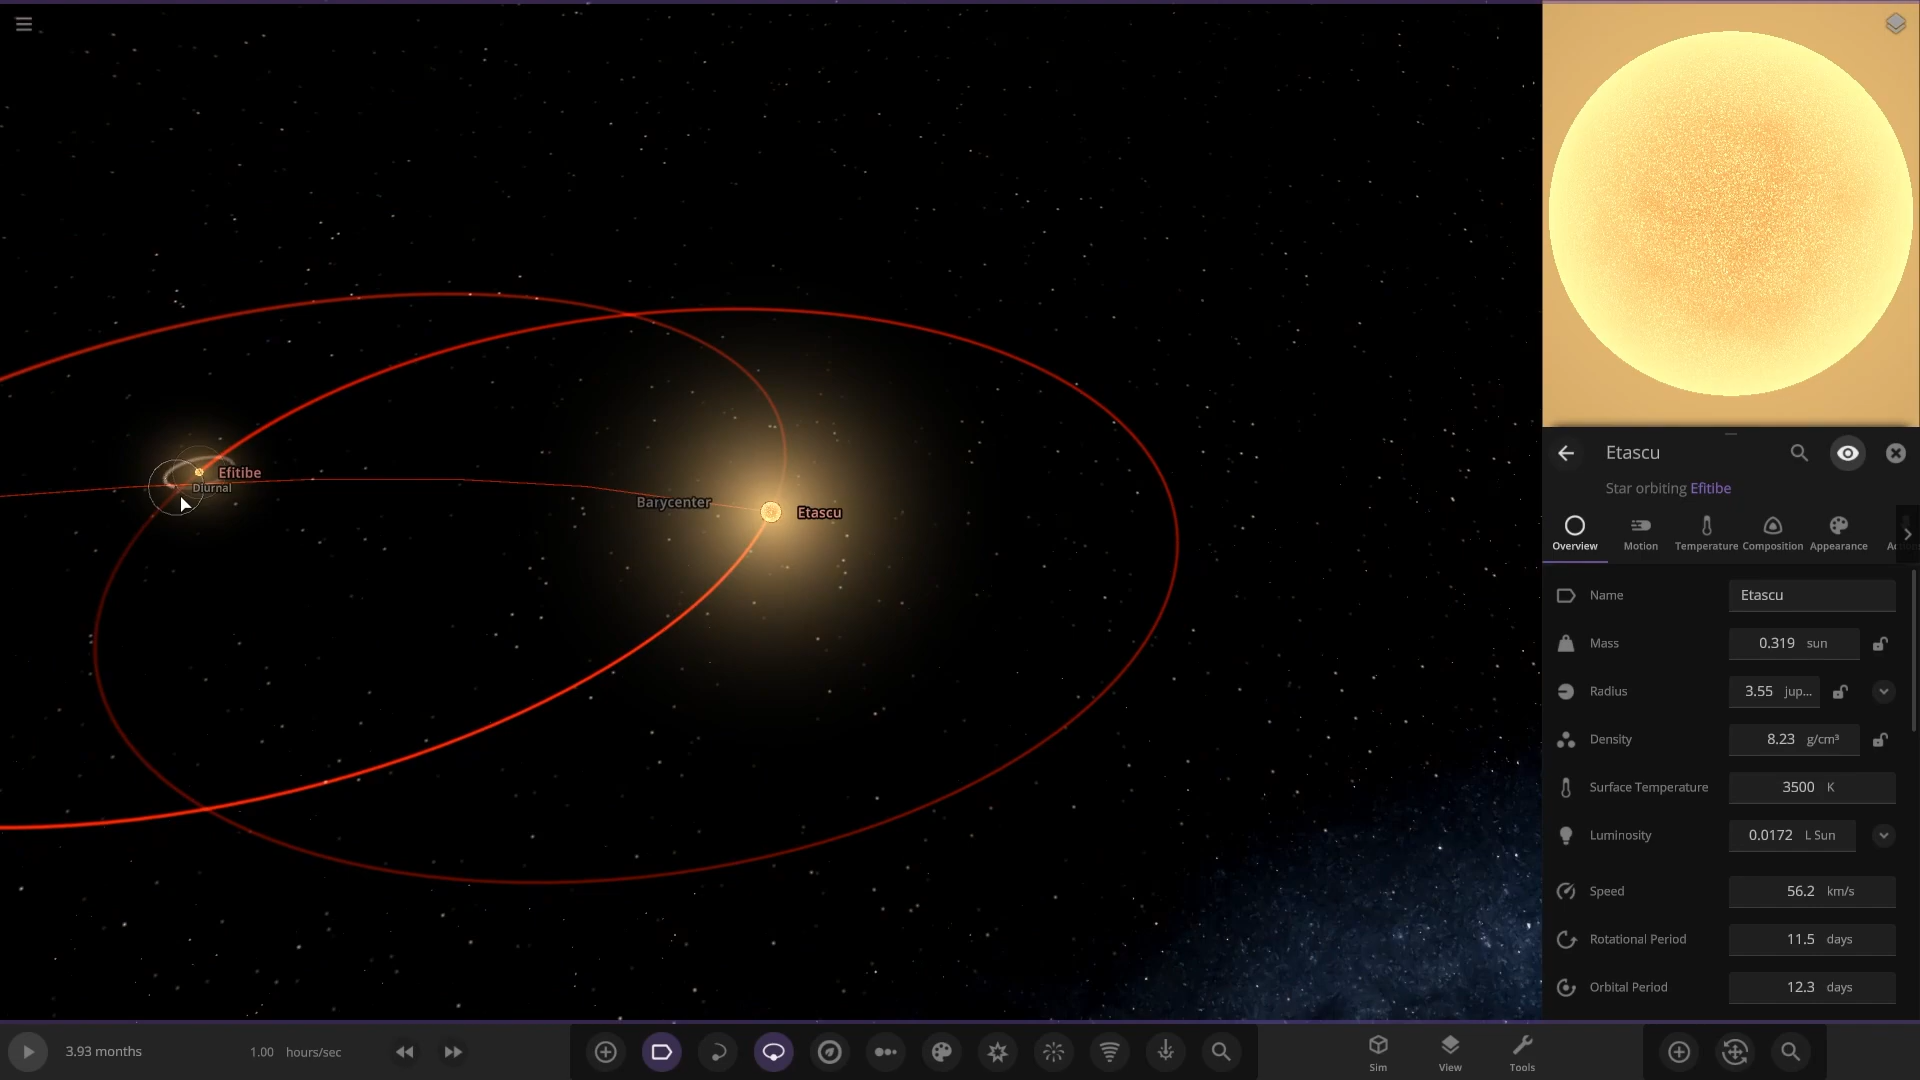 Efitibe
Diurnal
Barycenter
Etascu
Etascu
Star orbiting Efitibe
Overview Motion Temperature Composition Appearance
Name Etascu
Mass 0.319 sun
Radius 3.55 jup...
Density 8.23 g/cm³
Surface Temperature 3500 K
Luminosity 0.0172 L Sun
Speed 56.2 km/s
Rotational Period 11.5 days
Orbital Period 12.3 days
3.93 months 1.00 hours/sec
Sim View Tools